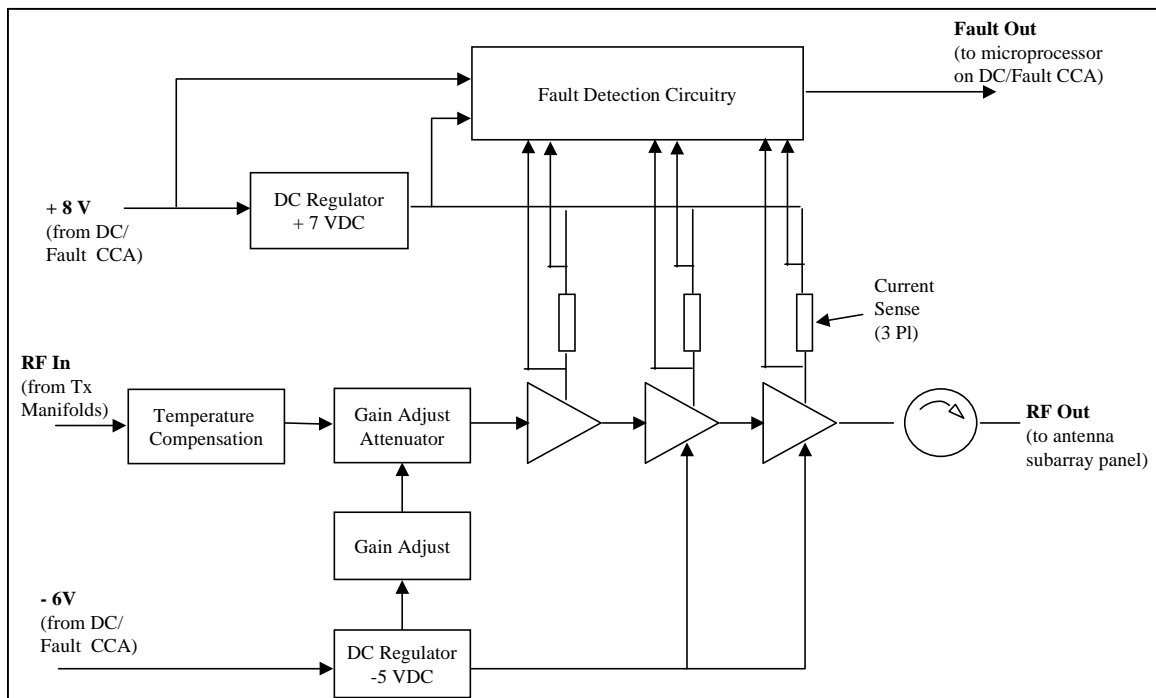 Fault Out
(to microprocessor
on DC/Fault CCA)
Fault Detection Circuitry
+ 8 V
(from DC/
Fault CCA)
DC Regulator
+ 7 VDC
Current
Sense
(3 Pl)
RF In
(from Tx
Manifolds)
Temperature
Compensation
Gain Adjust
Attenuator
RF Out
(to antenna
subarray panel)
Gain Adjust
- 6V
(from DC/
Fault CCA)
DC Regulator
-5 VDC